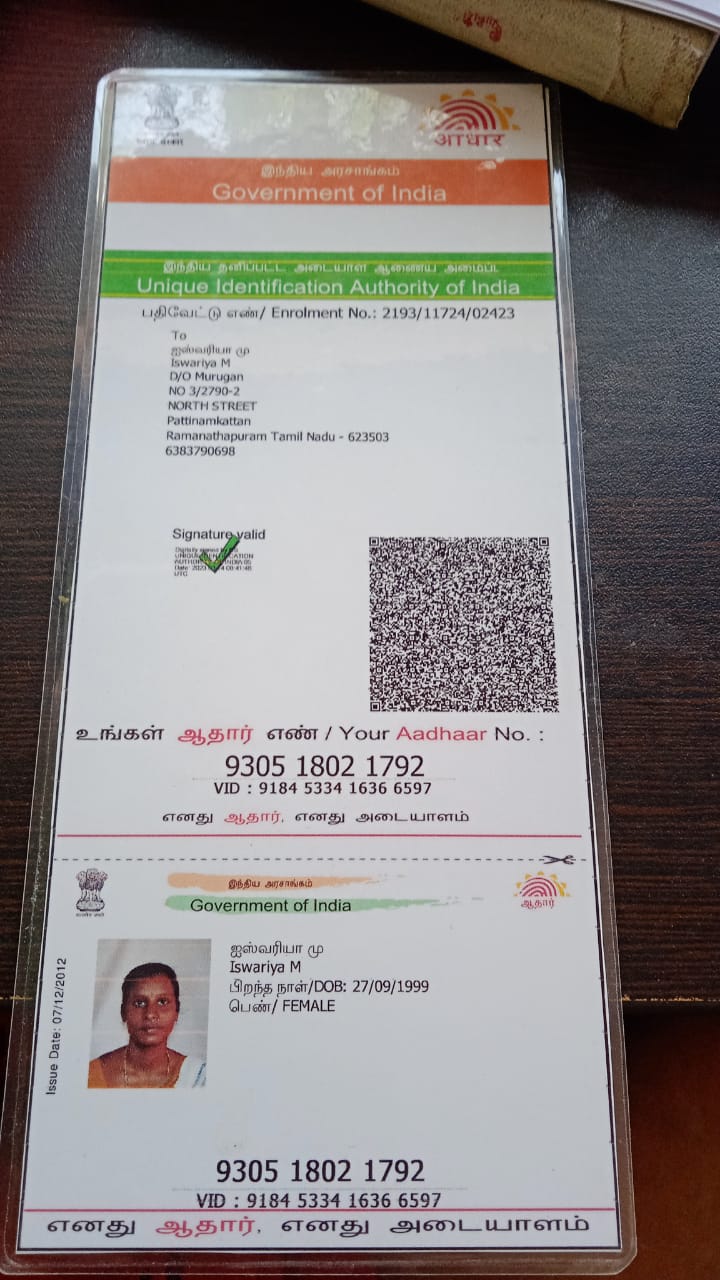 आधार
இந்திய அரசாங்கம்
Government of India
இந்திய தனிப்பட்ட அடையாள ஆணைய அமைப்
Unique Identification Authority of India
பதிவேட்டு எண்/ Enrolment No.: 2193/11724/02423
To
ஐஸ்வரியா மு
Iswariya M
D/O Murugan
NO 3/2790-2
NORTH STREET
Pattinamkattan
Ramanathapuram Tamil Nadu - 623503
6383790698
Signature valid
உங்கள் ஆதார் எண் / Your Aadhaar No. :
9305 1802 1792
VID : 9184 5334 1636 6597
எனது ஆதார், எனது அடையாளம்
இந்திய அரசாங்கம்
Government of India
ஆதார்
Issue Date: 07/12/2012
ஐஸ்வரியா மு
Iswariya M
பிறந்த நாள்/DOB: 27/09/1999
பெண்/ FEMALE
9305 1802 1792
VID : 9184 5334 1636 6597
எனது ஆதார், எனது அடையாளம்